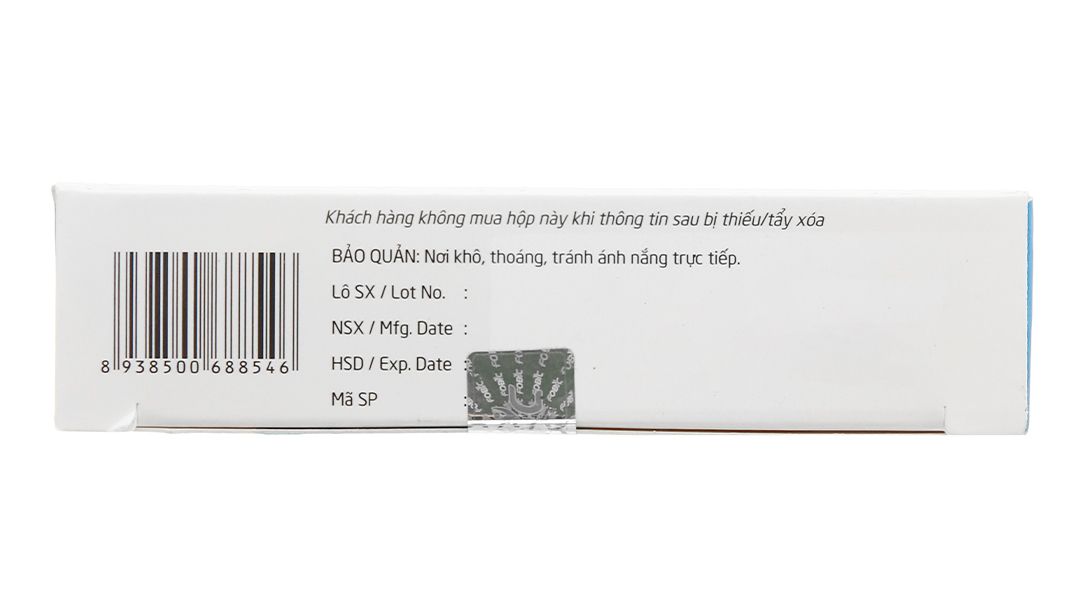 Khách hàng không mua hộp này khi thông tin sau bị thiếu/tẩy xóa
BẢO QUẢN: Nơi khô, thoáng, tránh ánh nắng trực tiếp.
Lô SX / Lot No. :
NSX / Mfg. Date :
HSD / Exp. Date :
Mã SP :
8 938500 688546
FOBIC